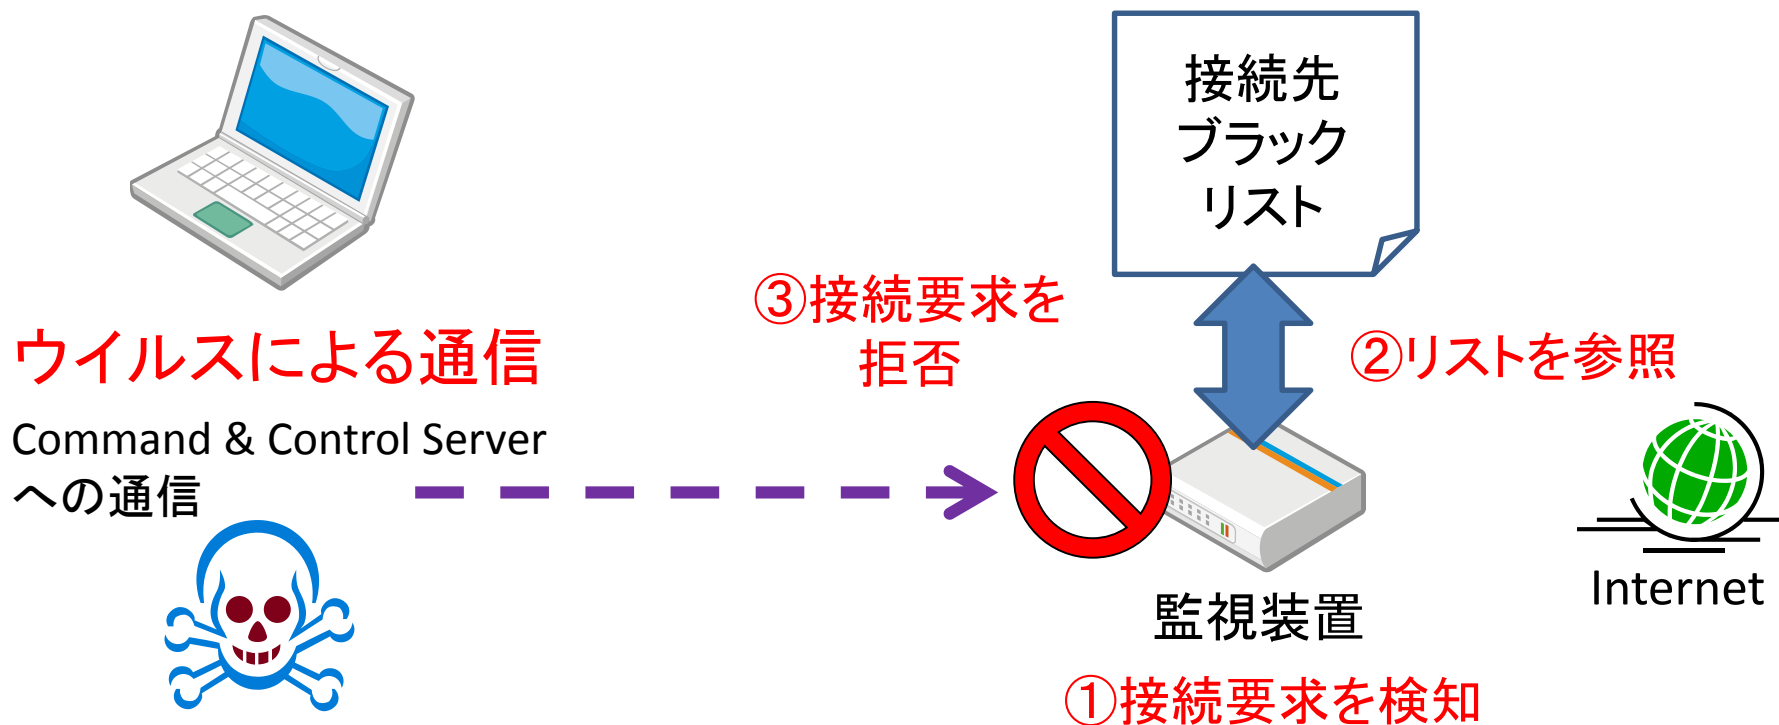 接続先
ブラック
リスト
③接続要求を
拒否
②リストを参照
ウイルスによる通信
Command & Control Server
への通信
Internet
監視装置
①接続要求を検知